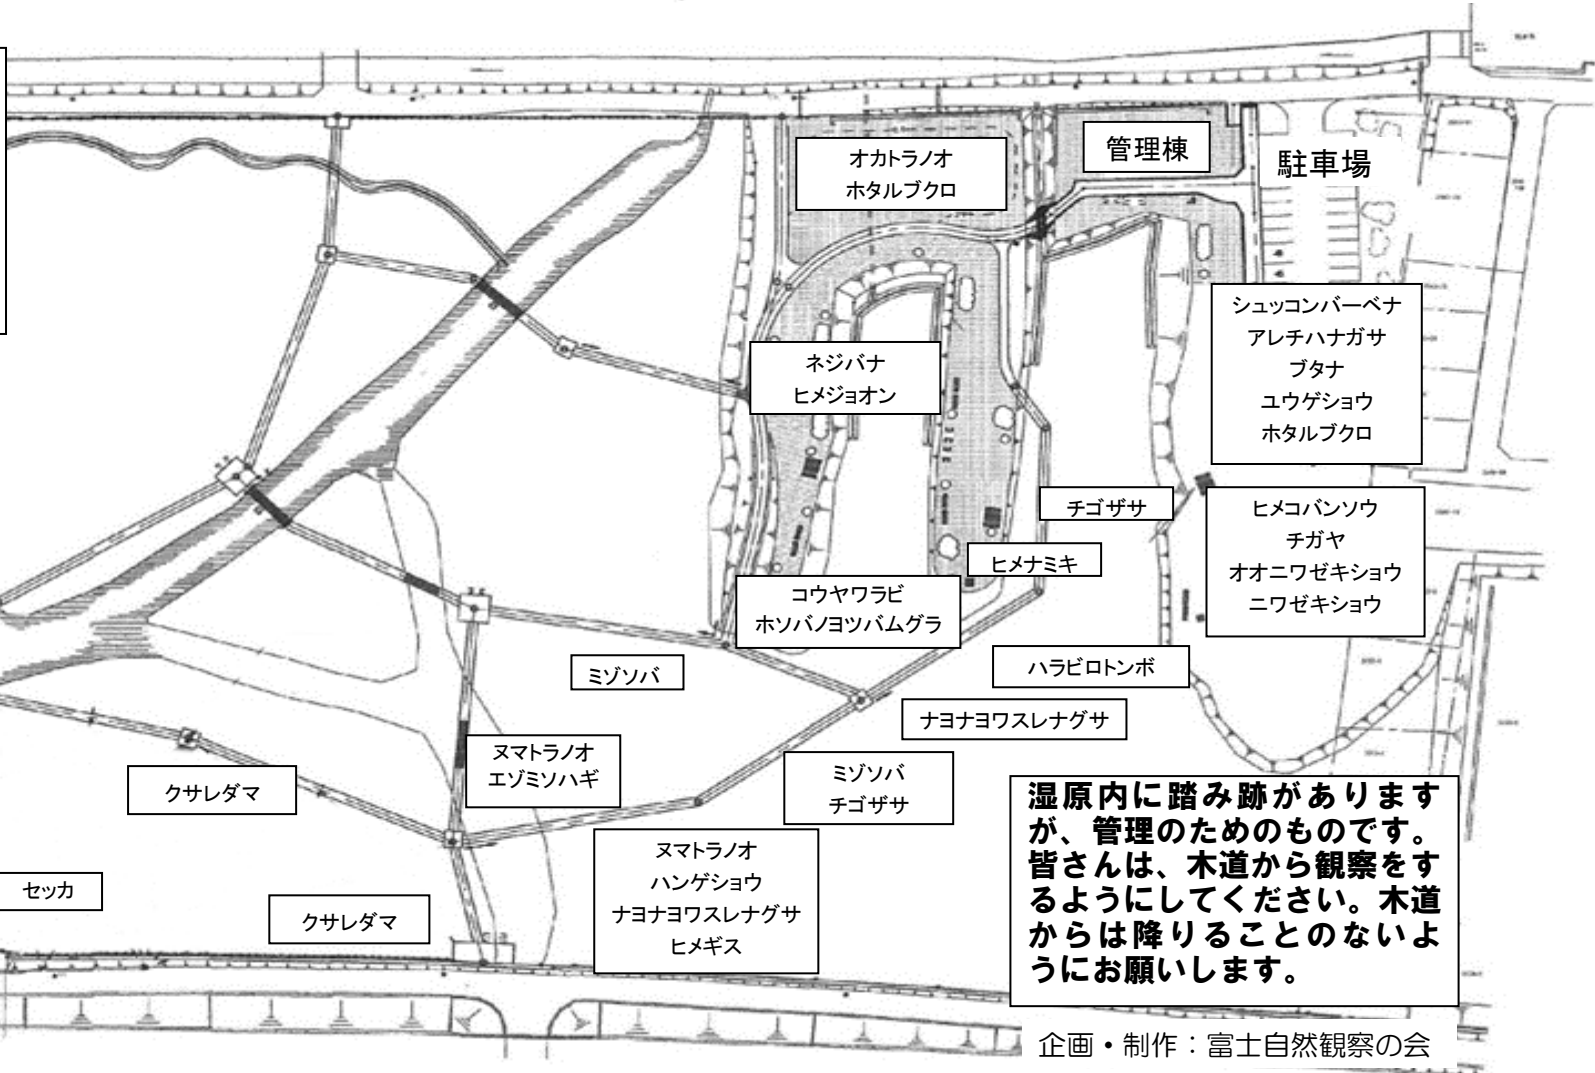 オカトラノオ
ホタルブクロ
管理棟
駐車場
ネジバナ
ヒメジョオン
シュッコンバーベナ
アレチハナガサ
ブタナ
ユウゲショウ
ホタルブクロ
チゴザサ
ヒメコバンソウ
チガヤ
オオニワゼキショウ
ニワゼキショウ
ヒメナミキ
コウヤワラビ
ホソバノヨツバムグラ
ミゾソバ
ハラビロトンボ
ナヨナヨワスレナグサ
ヌマトラノオ
エゾミソハギ
クサレダマ
ミゾソバ
チゴザサ
ヌマトラノオ
ハンゲショウ
ナヨナヨワスレナグサ
ヒメギス
セッカ
クサレダマ
湿原内に踏み跡があります
が、管理のためのものです。
皆さんは、木道から観察をす
るようにしてください。木道
からは降りることのないよ
うにお願いします。
企画・制作：富士自然観察の会